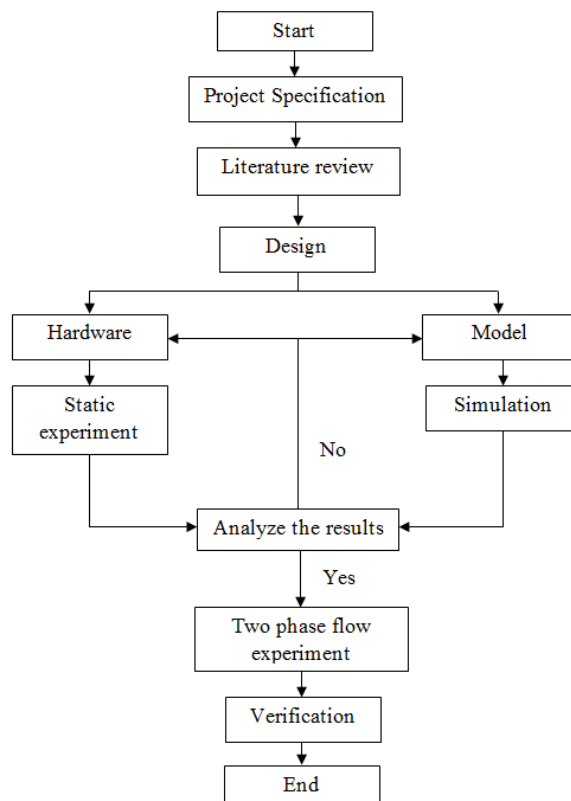 Start
Project Specification
Literature review
Design
Hardware
Model
Static
experiment
Simulation
No
Analyze the results
Yes
Two phase flow
experiment
Verification
End